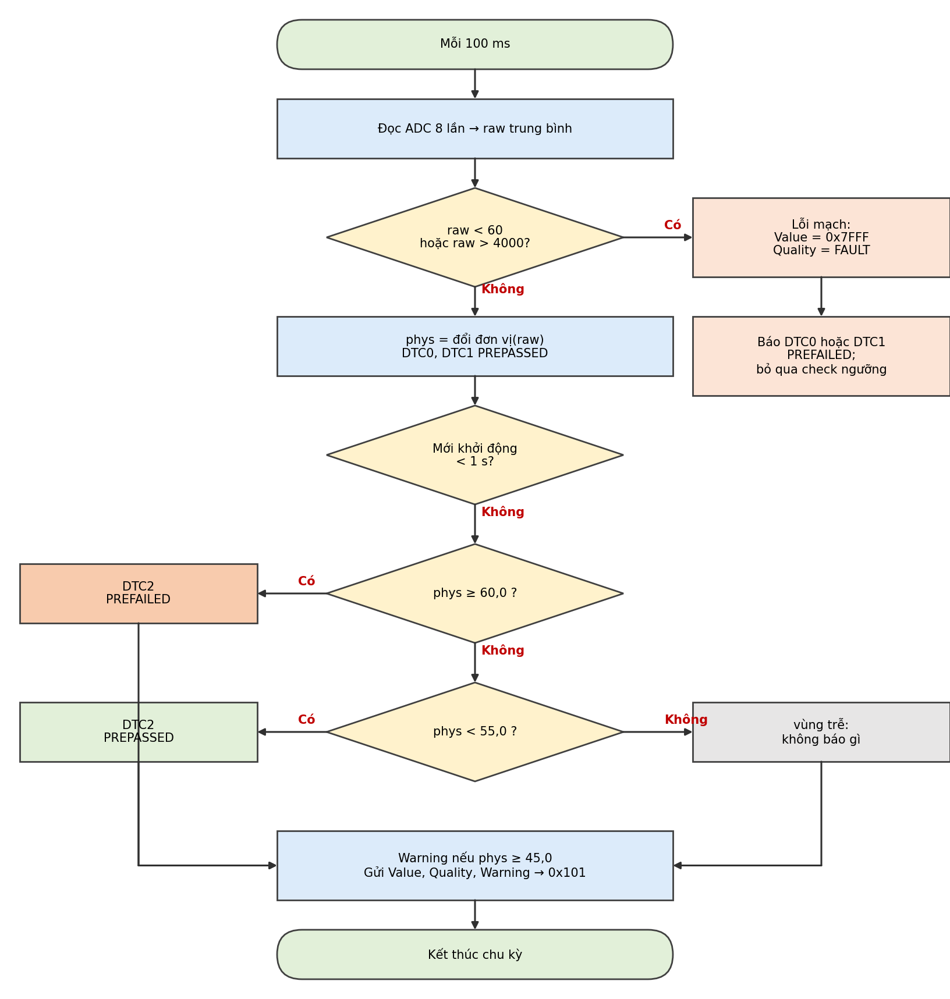 Mỗi 100 ms
Đọc ADC 8 lần → raw trung bình
raw < 60
hoặc raw > 4000?
Có
Lỗi mạch:
Value = 0x7FFF
Quality = FAULT
Không
phys = đổi đơn vị(raw)
DTC0, DTC1 PREPASSED
Báo DTC0 hoặc DTC1
PREFAILED;
bỏ qua check ngưỡng
Mới khởi động
< 1 s?
Không
DTC2
PREFAILED
Có
phys ≥ 60,0 ?
Không
DTC2
PREPASSED
Có
phys < 55,0 ?
Không
vùng trễ:
không báo gì
Warning nếu phys ≥ 45,0
Gửi Value, Quality, Warning → 0x101
Kết thúc chu kỳ